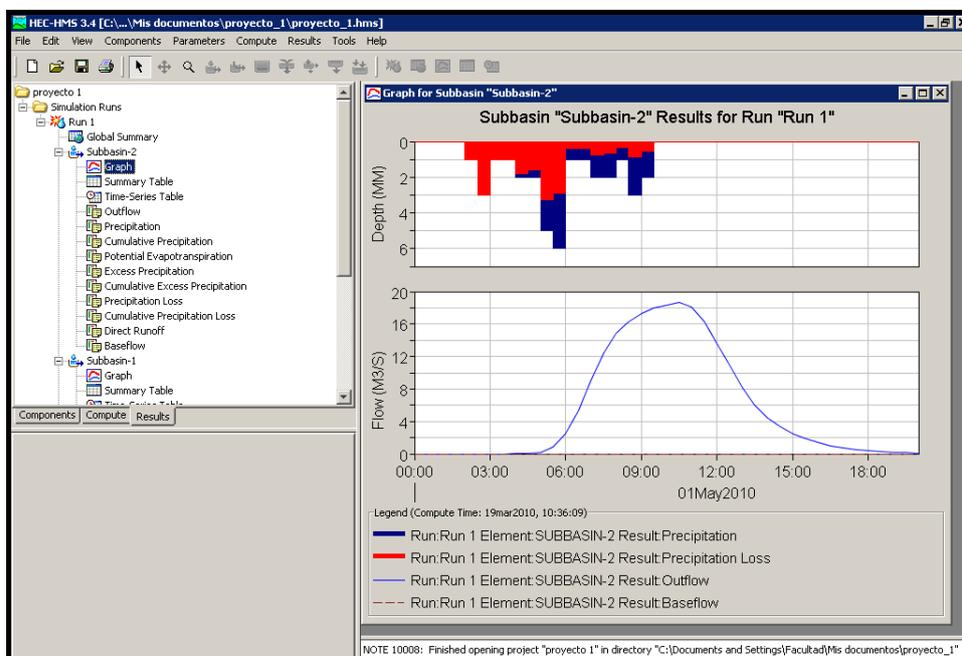 HEC-HMS 3.4 [C:\...\Mis documentos\proyecto_1\proyecto_1.hms]
File Edit View Components Parameters Compute Results Tools Help
proyecto 1
Simulation Runs
Run 1
Global Summary
Subbasin-2
Graph
Summary Table
Time-Series Table
Outflow
Precipitation
Cumulative Precipitation
Potential Evapotranspiration
Excess Precipitation
Cumulative Excess Precipitation
Precipitation Loss
Cumulative Precipitation Loss
Direct Runoff
Baseflow
Subbasin-1
Graph
Summary Table
Time-Series Table
Components Compute Results
Graph for Subbasin "Subbasin-2"
Subbasin "Subbasin-2" Results for Run "Run 1"
Depth (MM)
0
2
4
6
Flow (M3/S)
20
16
12
8
4
0
00:00 03:00 06:00 09:00 12:00 15:00 18:00
01May2010
Legend (Compute Time: 19mar2010, 10:36:09)
Run:Run 1 Element:SUBBASIN-2 Result:Precipitation
Run:Run 1 Element:SUBBASIN-2 Result:Precipitation Loss
Run:Run 1 Element:SUBBASIN-2 Result:Outflow
Run:Run 1 Element:SUBBASIN-2 Result:Baseflow
NOTE 10008: Finished opening project "proyecto 1" in directory "C:\Documents and Settings\Facultad\Mis documentos\proyecto_1"